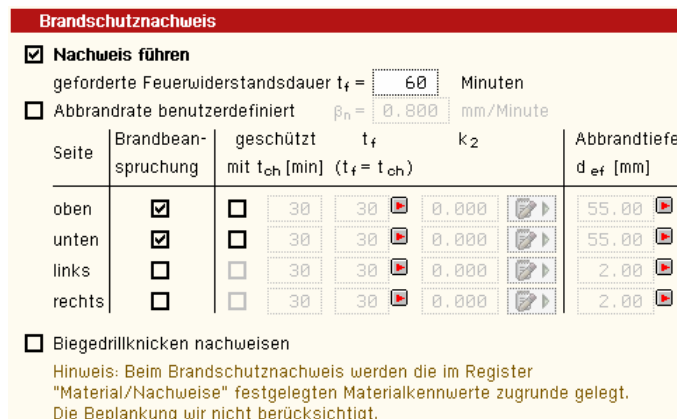 Brandschutznachweis
Nachweis führen
geforderte Feuerwiderstandsdauer tf = 60 Minuten
Abbrandrate benutzerdefiniert βn = 0.800 mm/Minute
Seite Brandbean- geschützt tf k2 Abbrandtiefe
spruchung mit tch [min] (tf = tch) d ef [mm]
oben 30 30 0.000 55.00
unten 30 30 0.000 55.00
links 30 30 0.000 2.00
rechts 30 30 0.000 2.00
Biegedrillknicken nachweisen
Hinweis: Beim Brandschutznachweis werden die im Register
"Material/Nachweise" festgelegten Materialkennwerte zugrunde gelegt.
Die Beplankung wir nicht berücksichtigt.